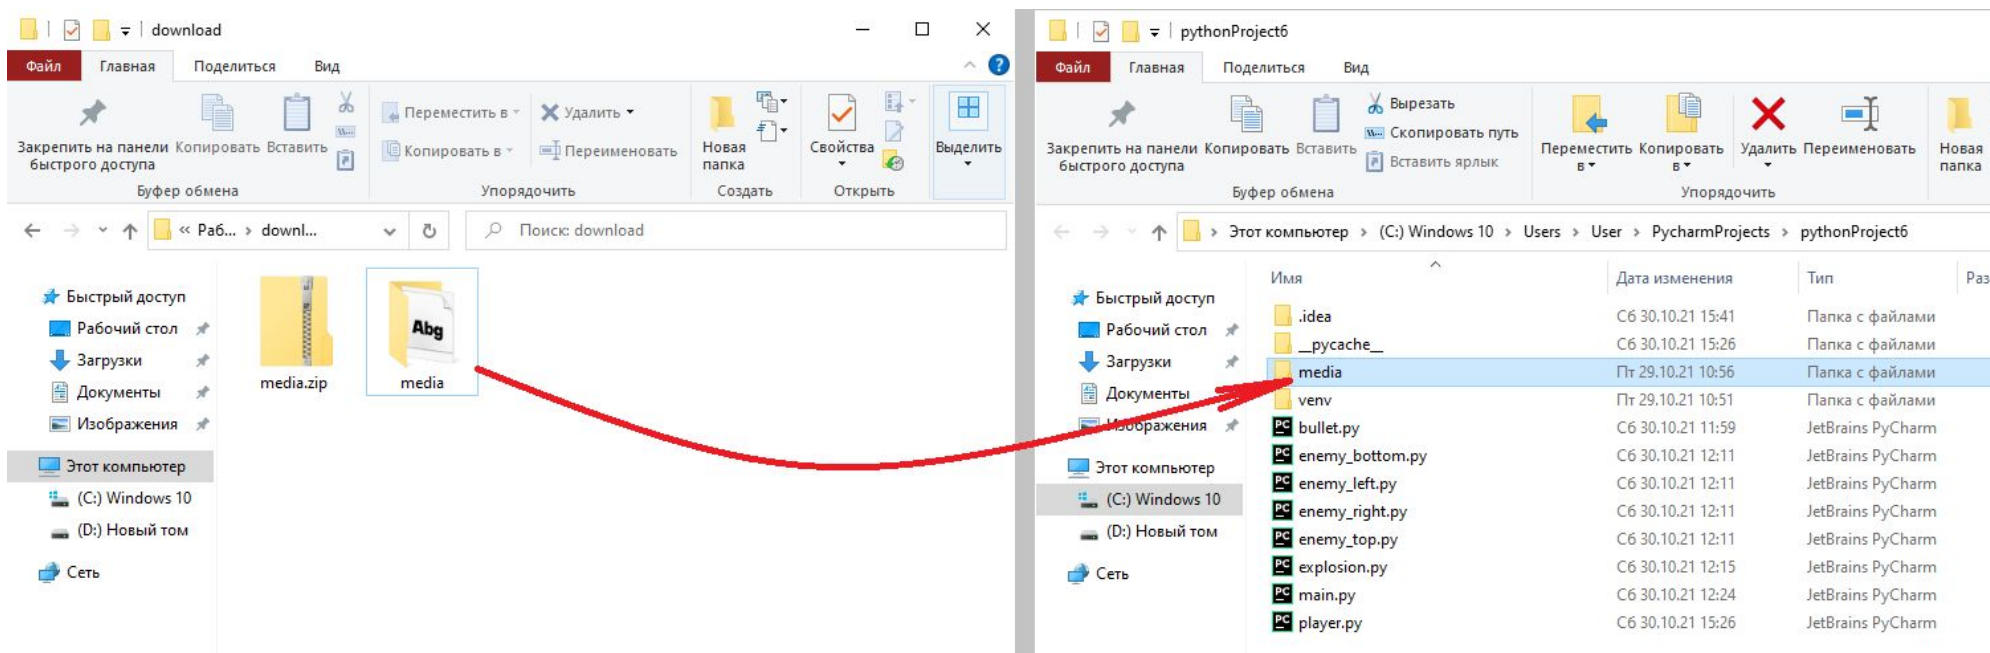 download
Файл Главная Поделиться Вид
Закрепить на панели быстрого доступа
Копировать
Вставить
Буфер обмена
Переместить в
Копировать в
Удалить
Переименовать
Упорядочить
Новая папка
Создать
Свойства
Открыть
Выделить
« Раб... > downl...
Поиск: download
Быстрый доступ
Рабочий стол
Загрузки
Документы
Изображения
Этот компьютер
(C:) Windows 10
(D:) Новый том
Сеть
media.zip
Abg
media
pythonProject6
Файл Главная Поделиться Вид
Закрепить на панели быстрого доступа
Копировать
Вставить
Вырезать
Скопировать путь
Вставить ярлык
Буфер обмена
Переместить в
Копировать в
Удалить
Переименовать
Упорядочить
Новая папка
> Этот компьютер > (C:) Windows 10 > Users > User > PycharmProjects > pythonProject6
Быстрый доступ
Рабочий стол
Загрузки
Документы
Изображения
Этот компьютер
(C:) Windows 10
(D:) Новый том
Сеть
Имя Дата изменения Тип Раз
.idea Сб 30.10.21 15:41 Папка с файлами
__pycache__ Сб 30.10.21 15:26 Папка с файлами
media Пт 29.10.21 10:56 Папка с файлами
venv Пт 29.10.21 10:51 Папка с файлами
bullet.py Сб 30.10.21 11:59 JetBrains PyCharm
enemy_bottom.py Сб 30.10.21 12:11 JetBrains PyCharm
enemy_left.py Сб 30.10.21 12:11 JetBrains PyCharm
enemy_right.py Сб 30.10.21 12:11 JetBrains PyCharm
enemy_top.py Сб 30.10.21 12:11 JetBrains PyCharm
explosion.py Сб 30.10.21 12:15 JetBrains PyCharm
main.py Сб 30.10.21 12:24 JetBrains PyCharm
player.py Сб 30.10.21 15:26 JetBrains PyCharm